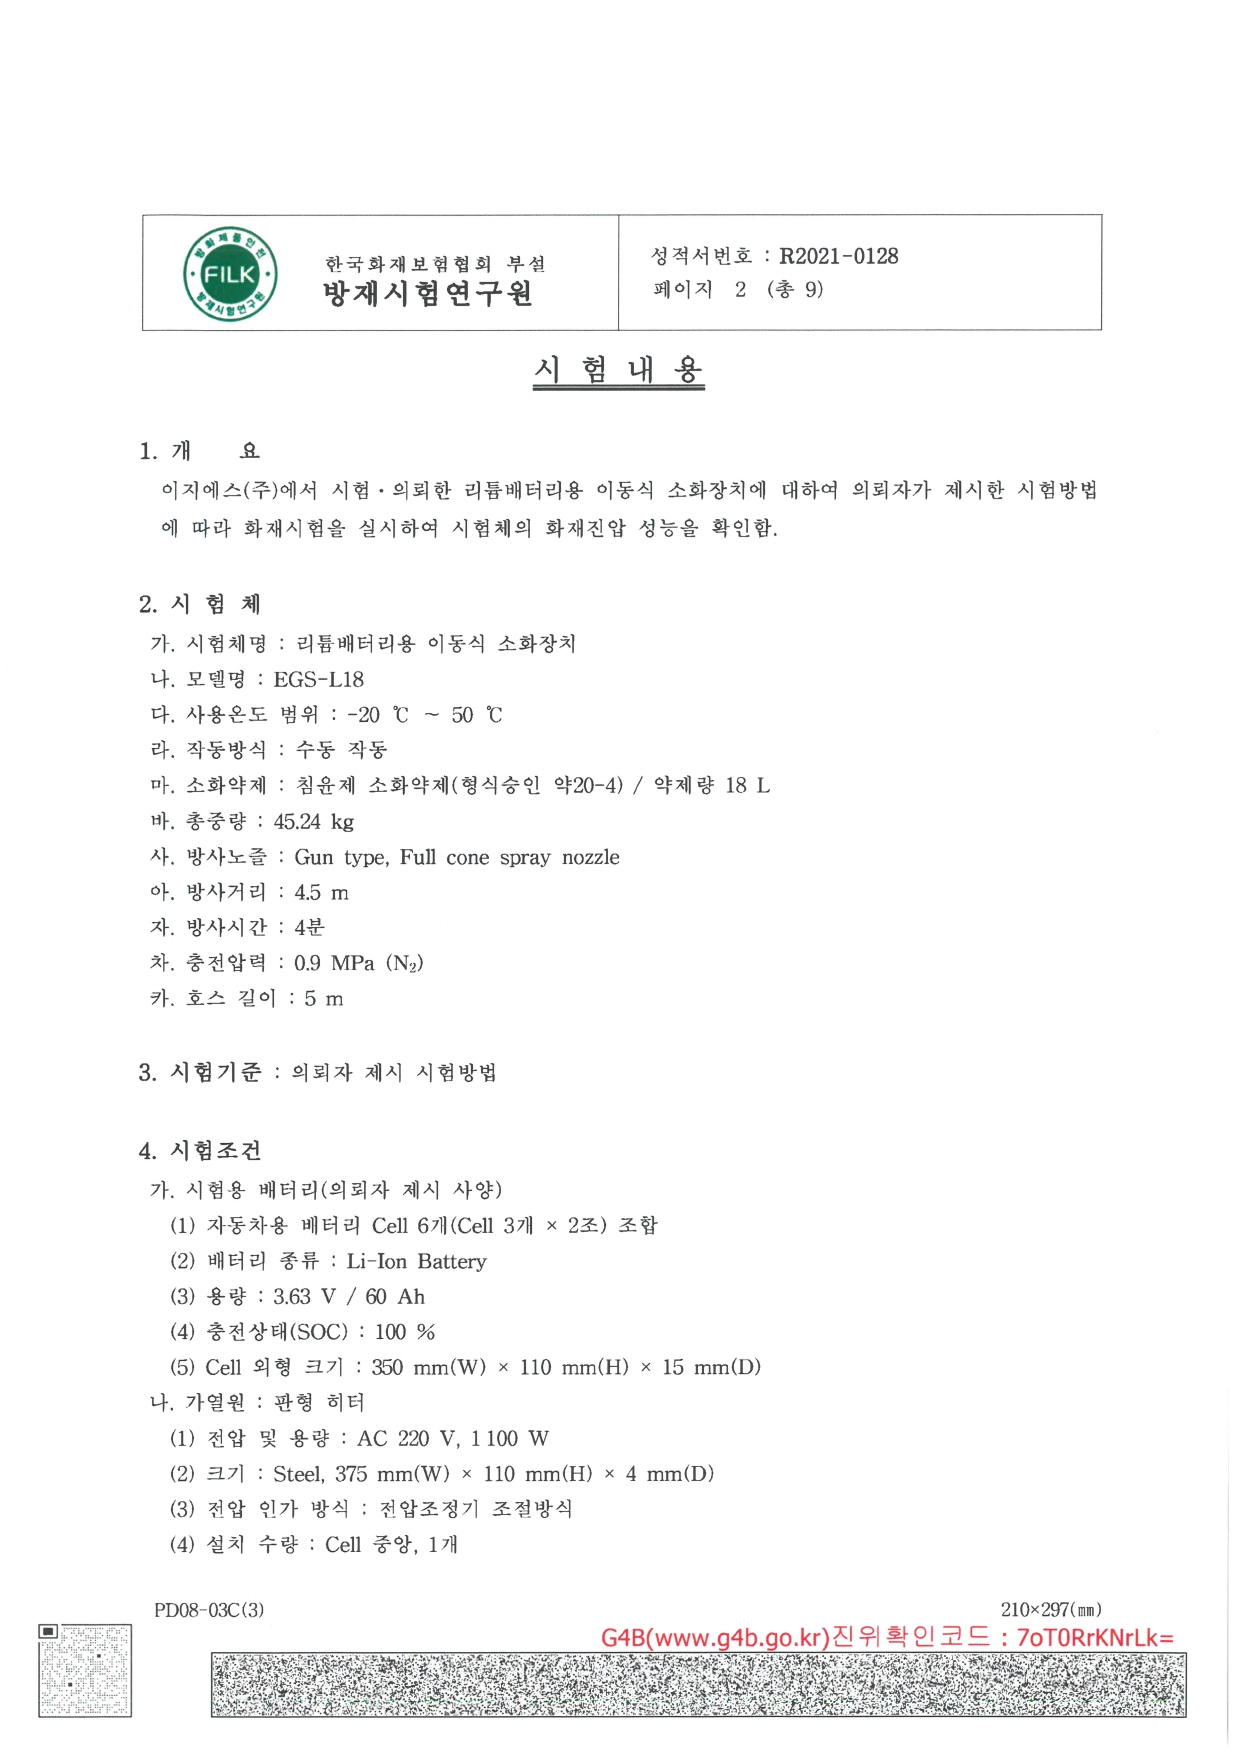 방화제품인전
FILK
방재시험연구원
한국화재보험협회 부설
방재시험연구원
성적서번호 : R2021-0128
페이지 2 (총 9)
시 험 내 용
1. 개 요
이지에스(주)에서 시험·의뢰한 리튬배터리용 이동식 소화장치에 대하여 의뢰자가 제시한 시험방법
에 따라 화재시험을 실시하여 시험체의 화재진압 성능을 확인함.
2. 시 험 체
가. 시험체명 : 리튬배터리용 이동식 소화장치
나. 모델명 : EGS-L18
다. 사용온도 범위 : -20 ℃ ~ 50 ℃
라. 작동방식 : 수동 작동
마. 소화약제 : 침윤제 소화약제(형식승인 약20-4) / 약제량 18 L
바. 총중량 : 45.24 kg
사. 방사노즐 : Gun type, Full cone spray nozzle
아. 방사거리 : 4.5 m
자. 방사시간 : 4분
차. 충전압력 : 0.9 MPa (N₂)
카. 호스 길이 : 5 m
3. 시험기준 : 의뢰자 제시 시험방법
4. 시험조건
가. 시험용 배터리(의뢰자 제시 사양)
(1) 자동차용 배터리 Cell 6개(Cell 3개 × 2조) 조합
(2) 배터리 종류 : Li-Ion Battery
(3) 용량 : 3.63 V / 60 Ah
(4) 충전상태(SOC) : 100 %
(5) Cell 외형 크기 : 350 mm(W) × 110 mm(H) × 15 mm(D)
나. 가열원 : 판형 히터
(1) 전압 및 용량 : AC 220 V, 1 100 W
(2) 크기 : Steel, 375 mm(W) × 110 mm(H) × 4 mm(D)
(3) 전압 인가 방식 : 전압조정기 조절방식
(4) 설치 수량 : Cell 중앙, 1개
PD08-03C(3)
210×297(㎜)
G4B(www.g4b.go.kr)진위확인코드 : 7oT0RrKNrLk=